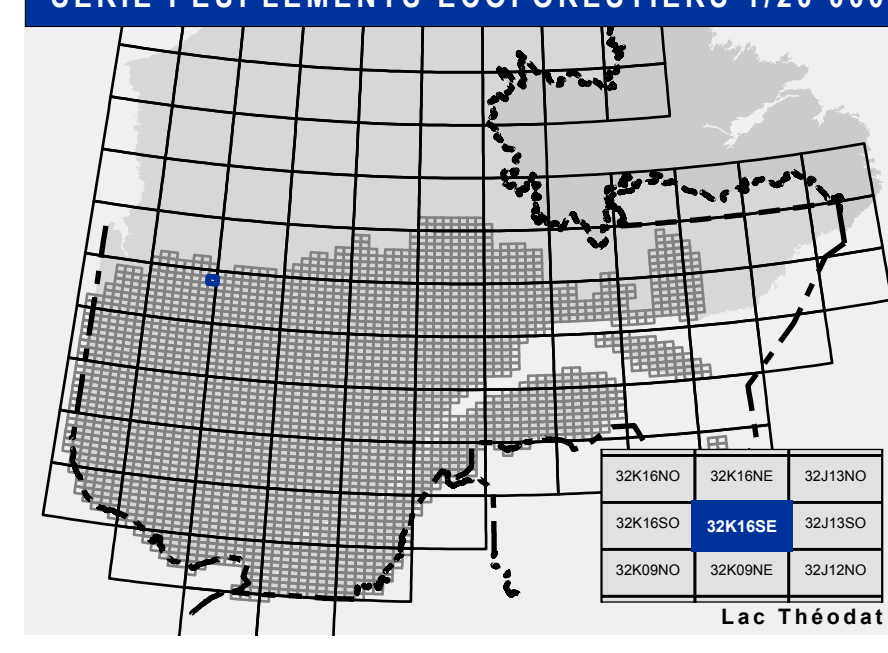 SÉRIE PEUPLEMENTS ÉCOFORESTIERS 1/20 000
32K16NO 32K16NE 32J13NO
32K16SO 32K16SE 32J13SO
32K09NO 32K09NE 32J12NO
Lac Théodat